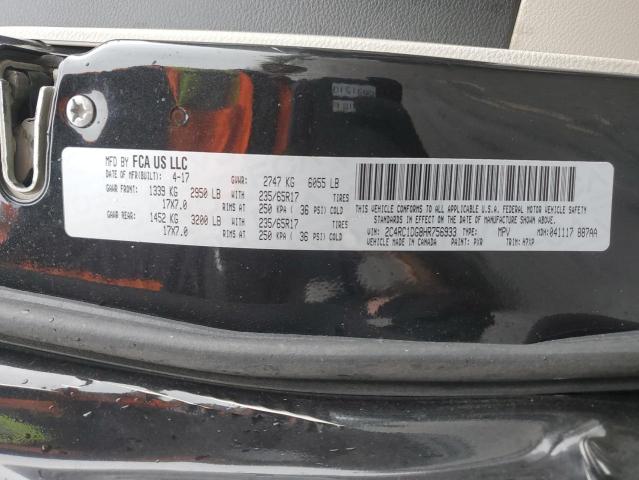 MFD BY FCA US LLC
DATE OF MFR(BUILT): 4-17 GVWR: 2747 KG 6055 LB
GAWR FRONT: 1339 KG 2950 LB WITH 235/65R17 TIRES
17X7.0 RIMS AT 250 KPA ( 36 PSI) COLD
GAWR REAR: 1452 KG 3200 LB WITH 235/65R17 TIRES
17X7.0 RIMS AT 250 KPA ( 36 PSI) COLD
THIS VEHICLE CONFORMS TO ALL APPLICABLE U.S.A. FEDERAL MOTOR VEHICLE SAFETY
STANDARDS IN EFFECT ON THE DATE OF MANUFACTURE SHOWN ABOVE.
VIN: 2C4RC1DG8HR756933 TYPE: MPV MDH: 041117 887AA
VEHICLE MADE IN CANADA PAINT: PXR TRIM: H7XP